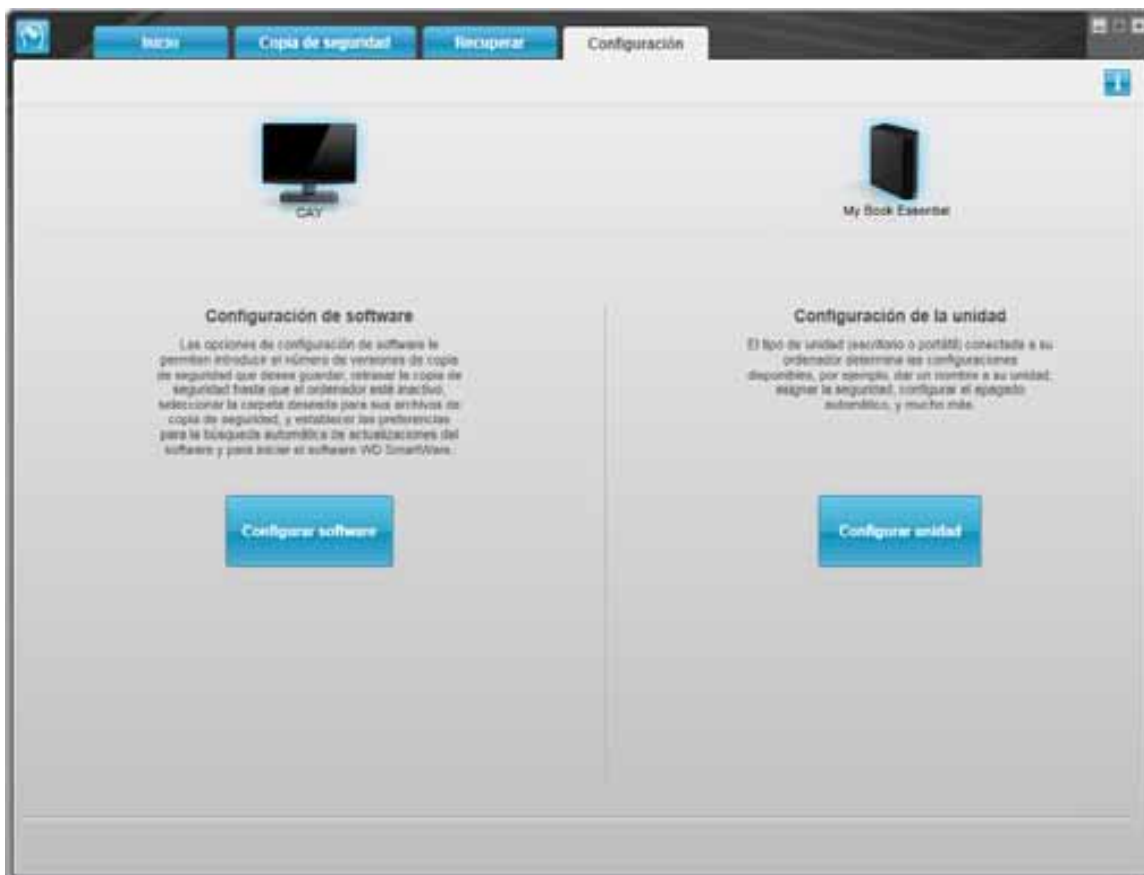 Inicio
Copia de seguridad
Recuperar
Configuración
CAY
My Book Essential
Configuración de software
Las opciones de configuración de software le
permiten introducir el número de versiones de copia
de seguridad que desee guardar, retrasar la copia de
seguridad hasta que el ordenador esté inactivo,
seleccionar la carpeta deseada para sus archivos de
copia de seguridad, y establecer las preferencias
para la búsqueda automática de actualizaciones del
software y para iniciar el software WD SmartWare.
Configurar software
Configuración de la unidad
El tipo de unidad (escritorio o portátil) conectada a su
ordenador determina las configuraciones
disponibles, por ejemplo, dar un nombre a su unidad,
asignar la seguridad, configurar el apagado
automático, y mucho más.
Configurar unidad